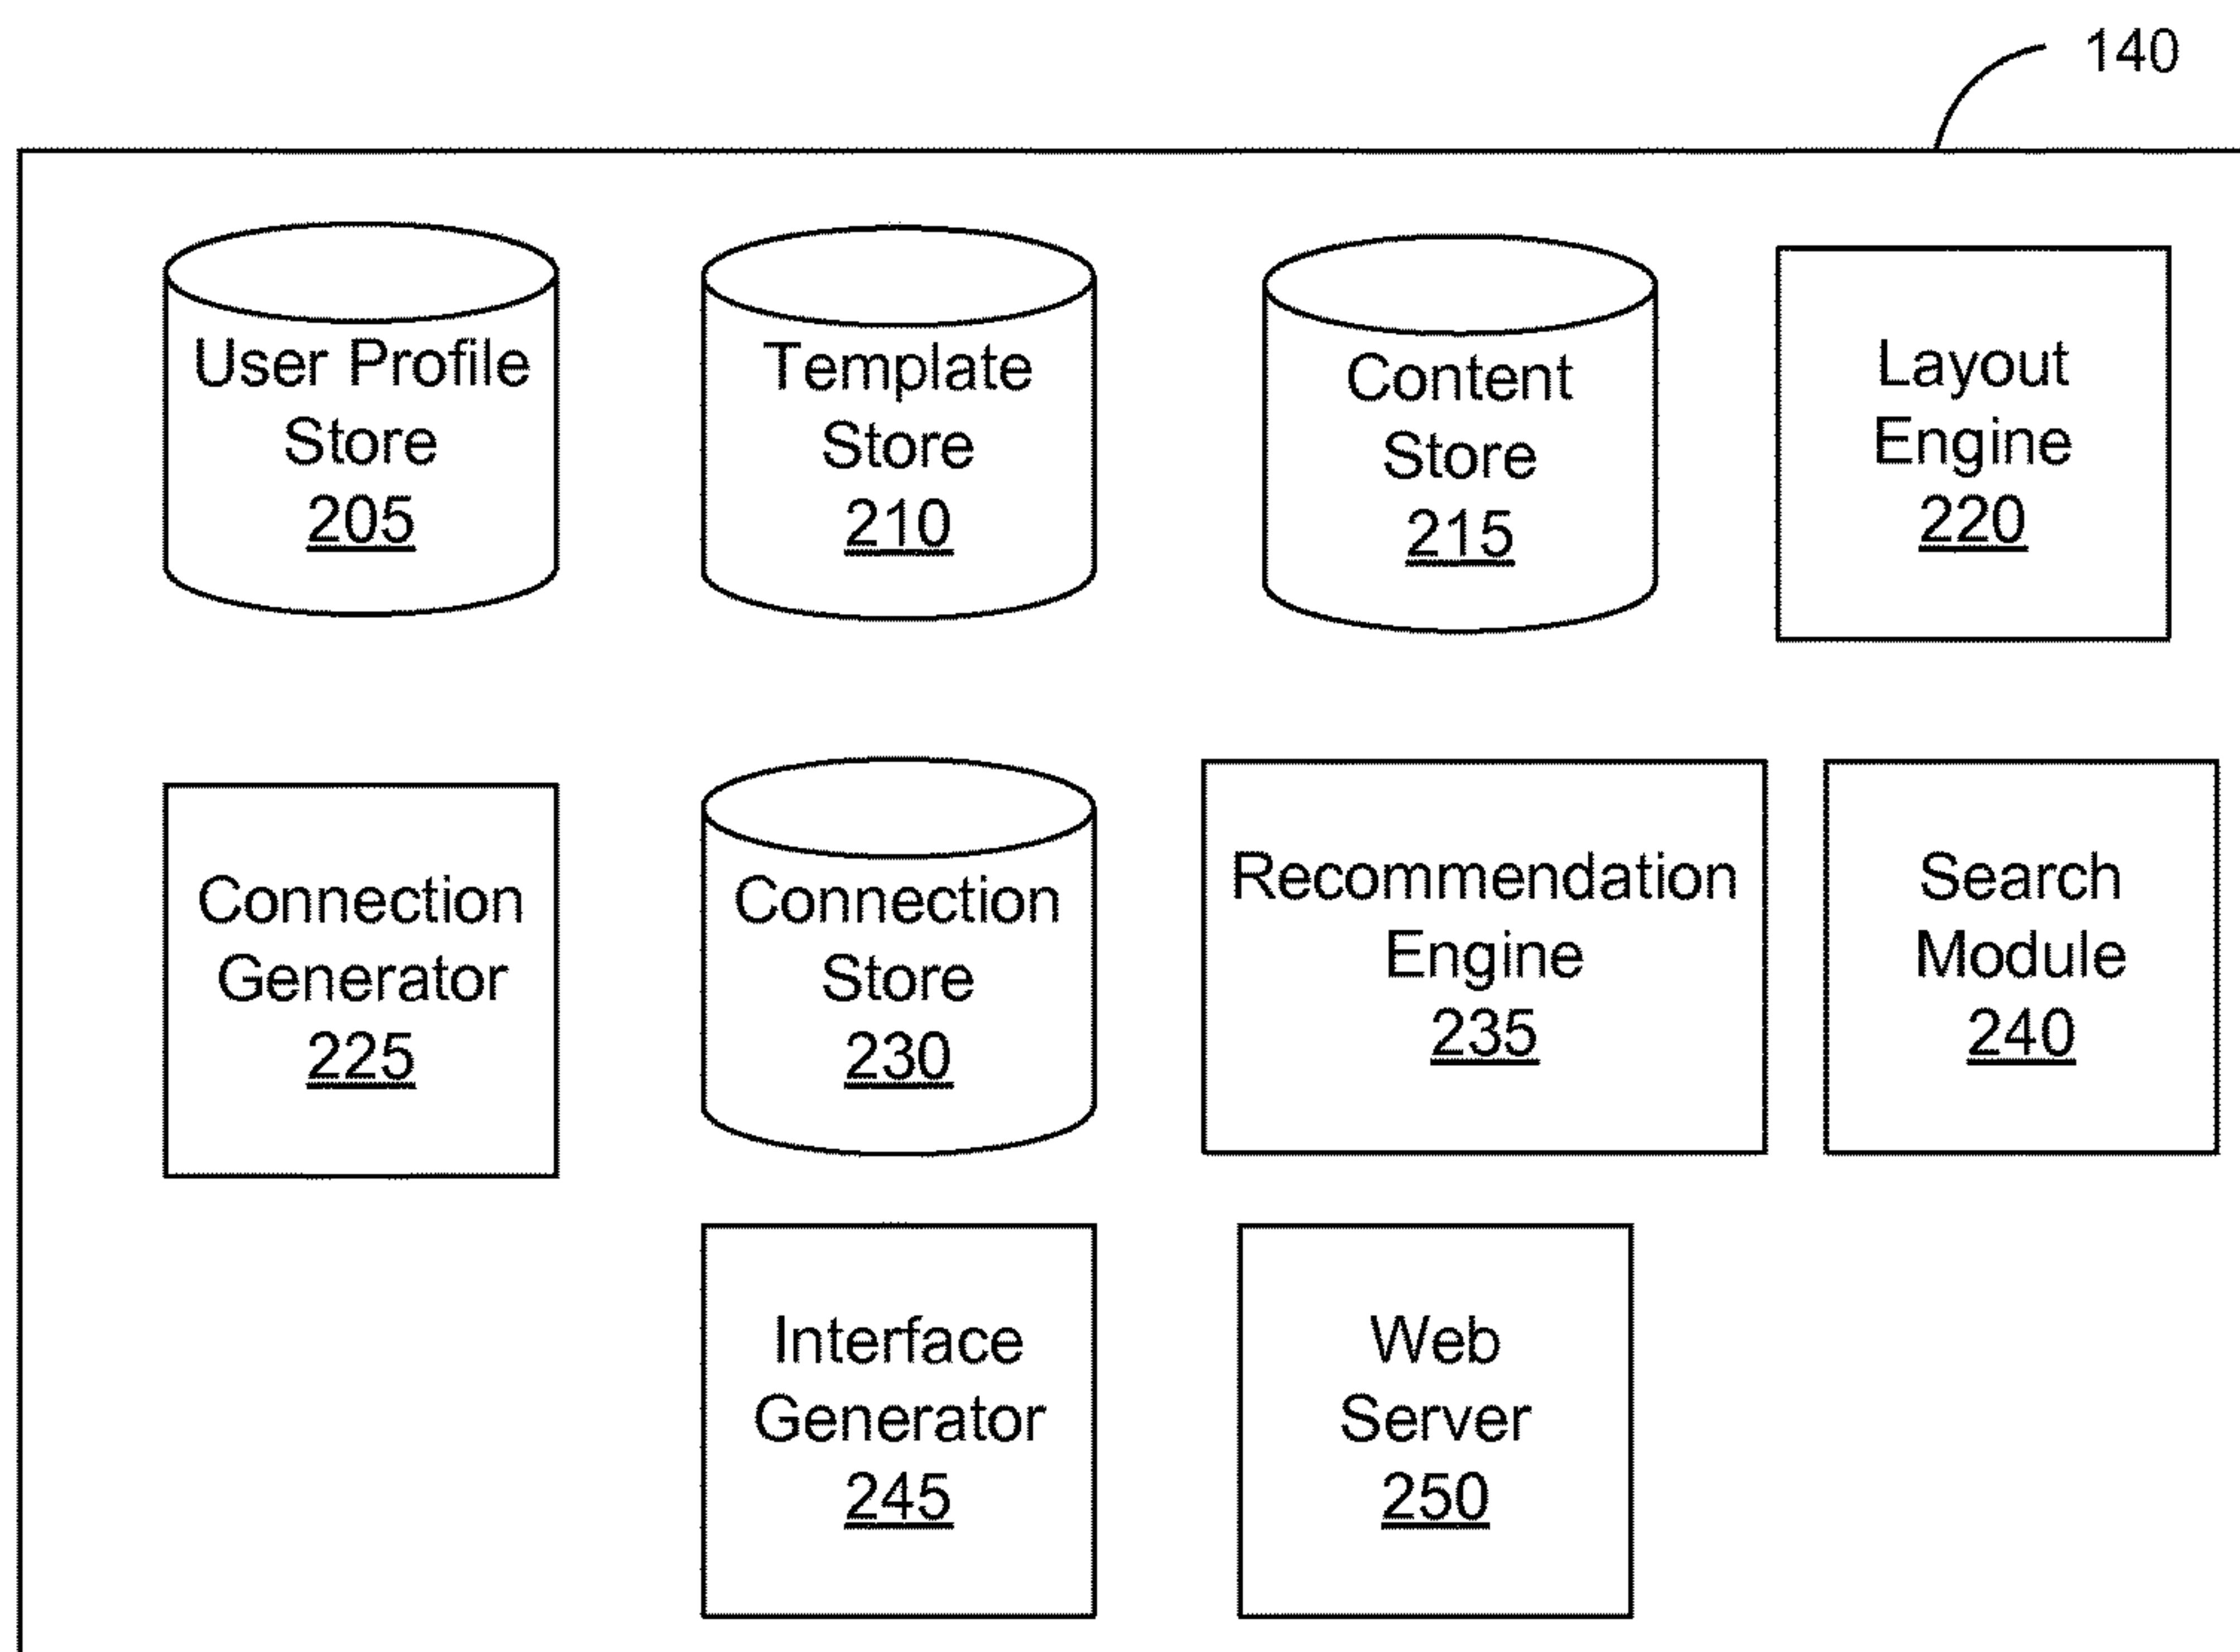 140
User Profile
Store
205
Template
Store
210
Content
Store
215
Layout
Engine
220
Connection
Generator
225
Connection
Store
230
Recommendation
Engine
235
Search
Module
240
Interface
Generator
245
Web
Server
250